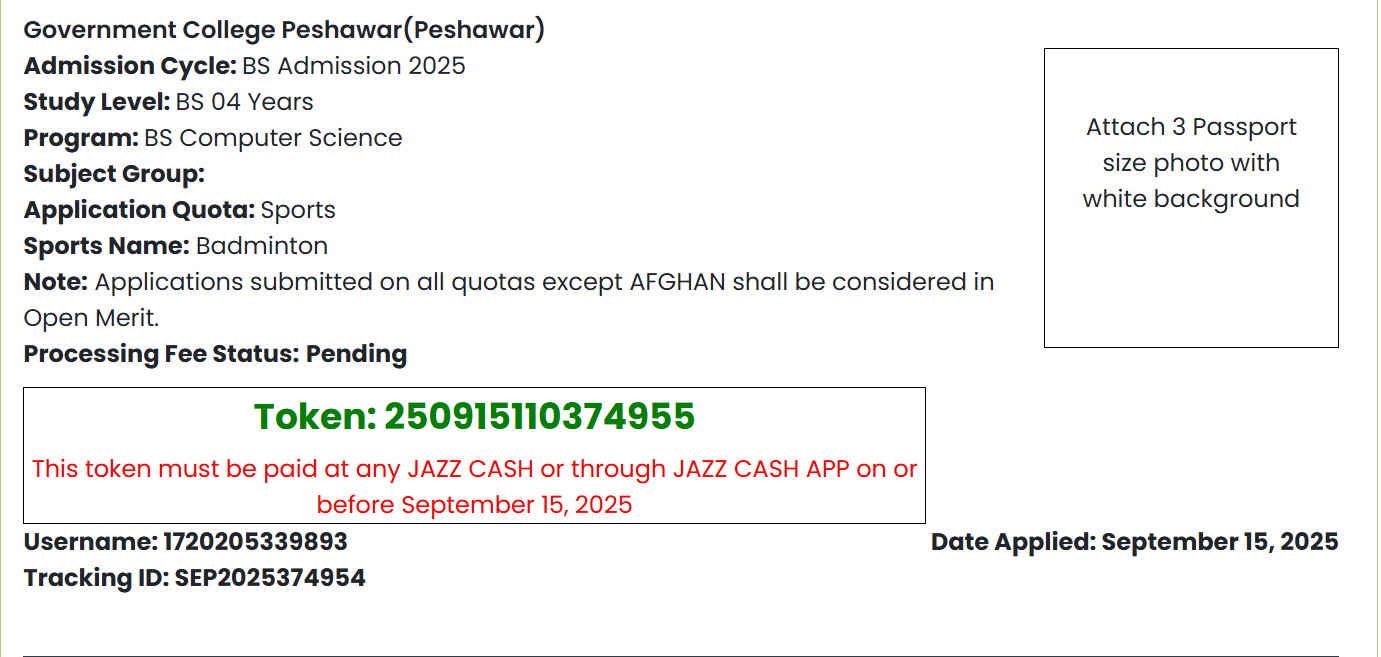 Government College Peshawar(Peshawar)
Admission Cycle: BS Admission 2025
Study Level: BS 04 Years
Program: BS Computer Science
Subject Group:
Application Quota: Sports
Sports Name: Badminton
Note: Applications submitted on all quotas except AFGHAN shall be considered in
Open Merit.
Processing Fee Status: Pending
Attach 3 Passport
size photo with
white background
Token: 250915110374955
This token must be paid at any JAZZ CASH or through JAZZ CASH APP on or
before September 15, 2025
Username: 1720205339893
Date Applied: September 15, 2025
Tracking ID: SEP2025374954